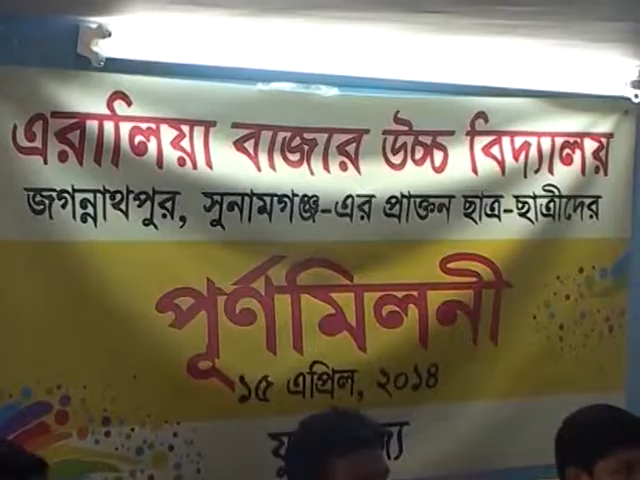 এরালিয়া বাজার উচ্চ বিদ্যালয়
জগন্নাথপুর, সুনামগঞ্জ-এর প্রাক্তন ছাত্র-ছাত্রীদের
পূর্ণমিলনী
১৫ এপ্রিল, ২০১৪